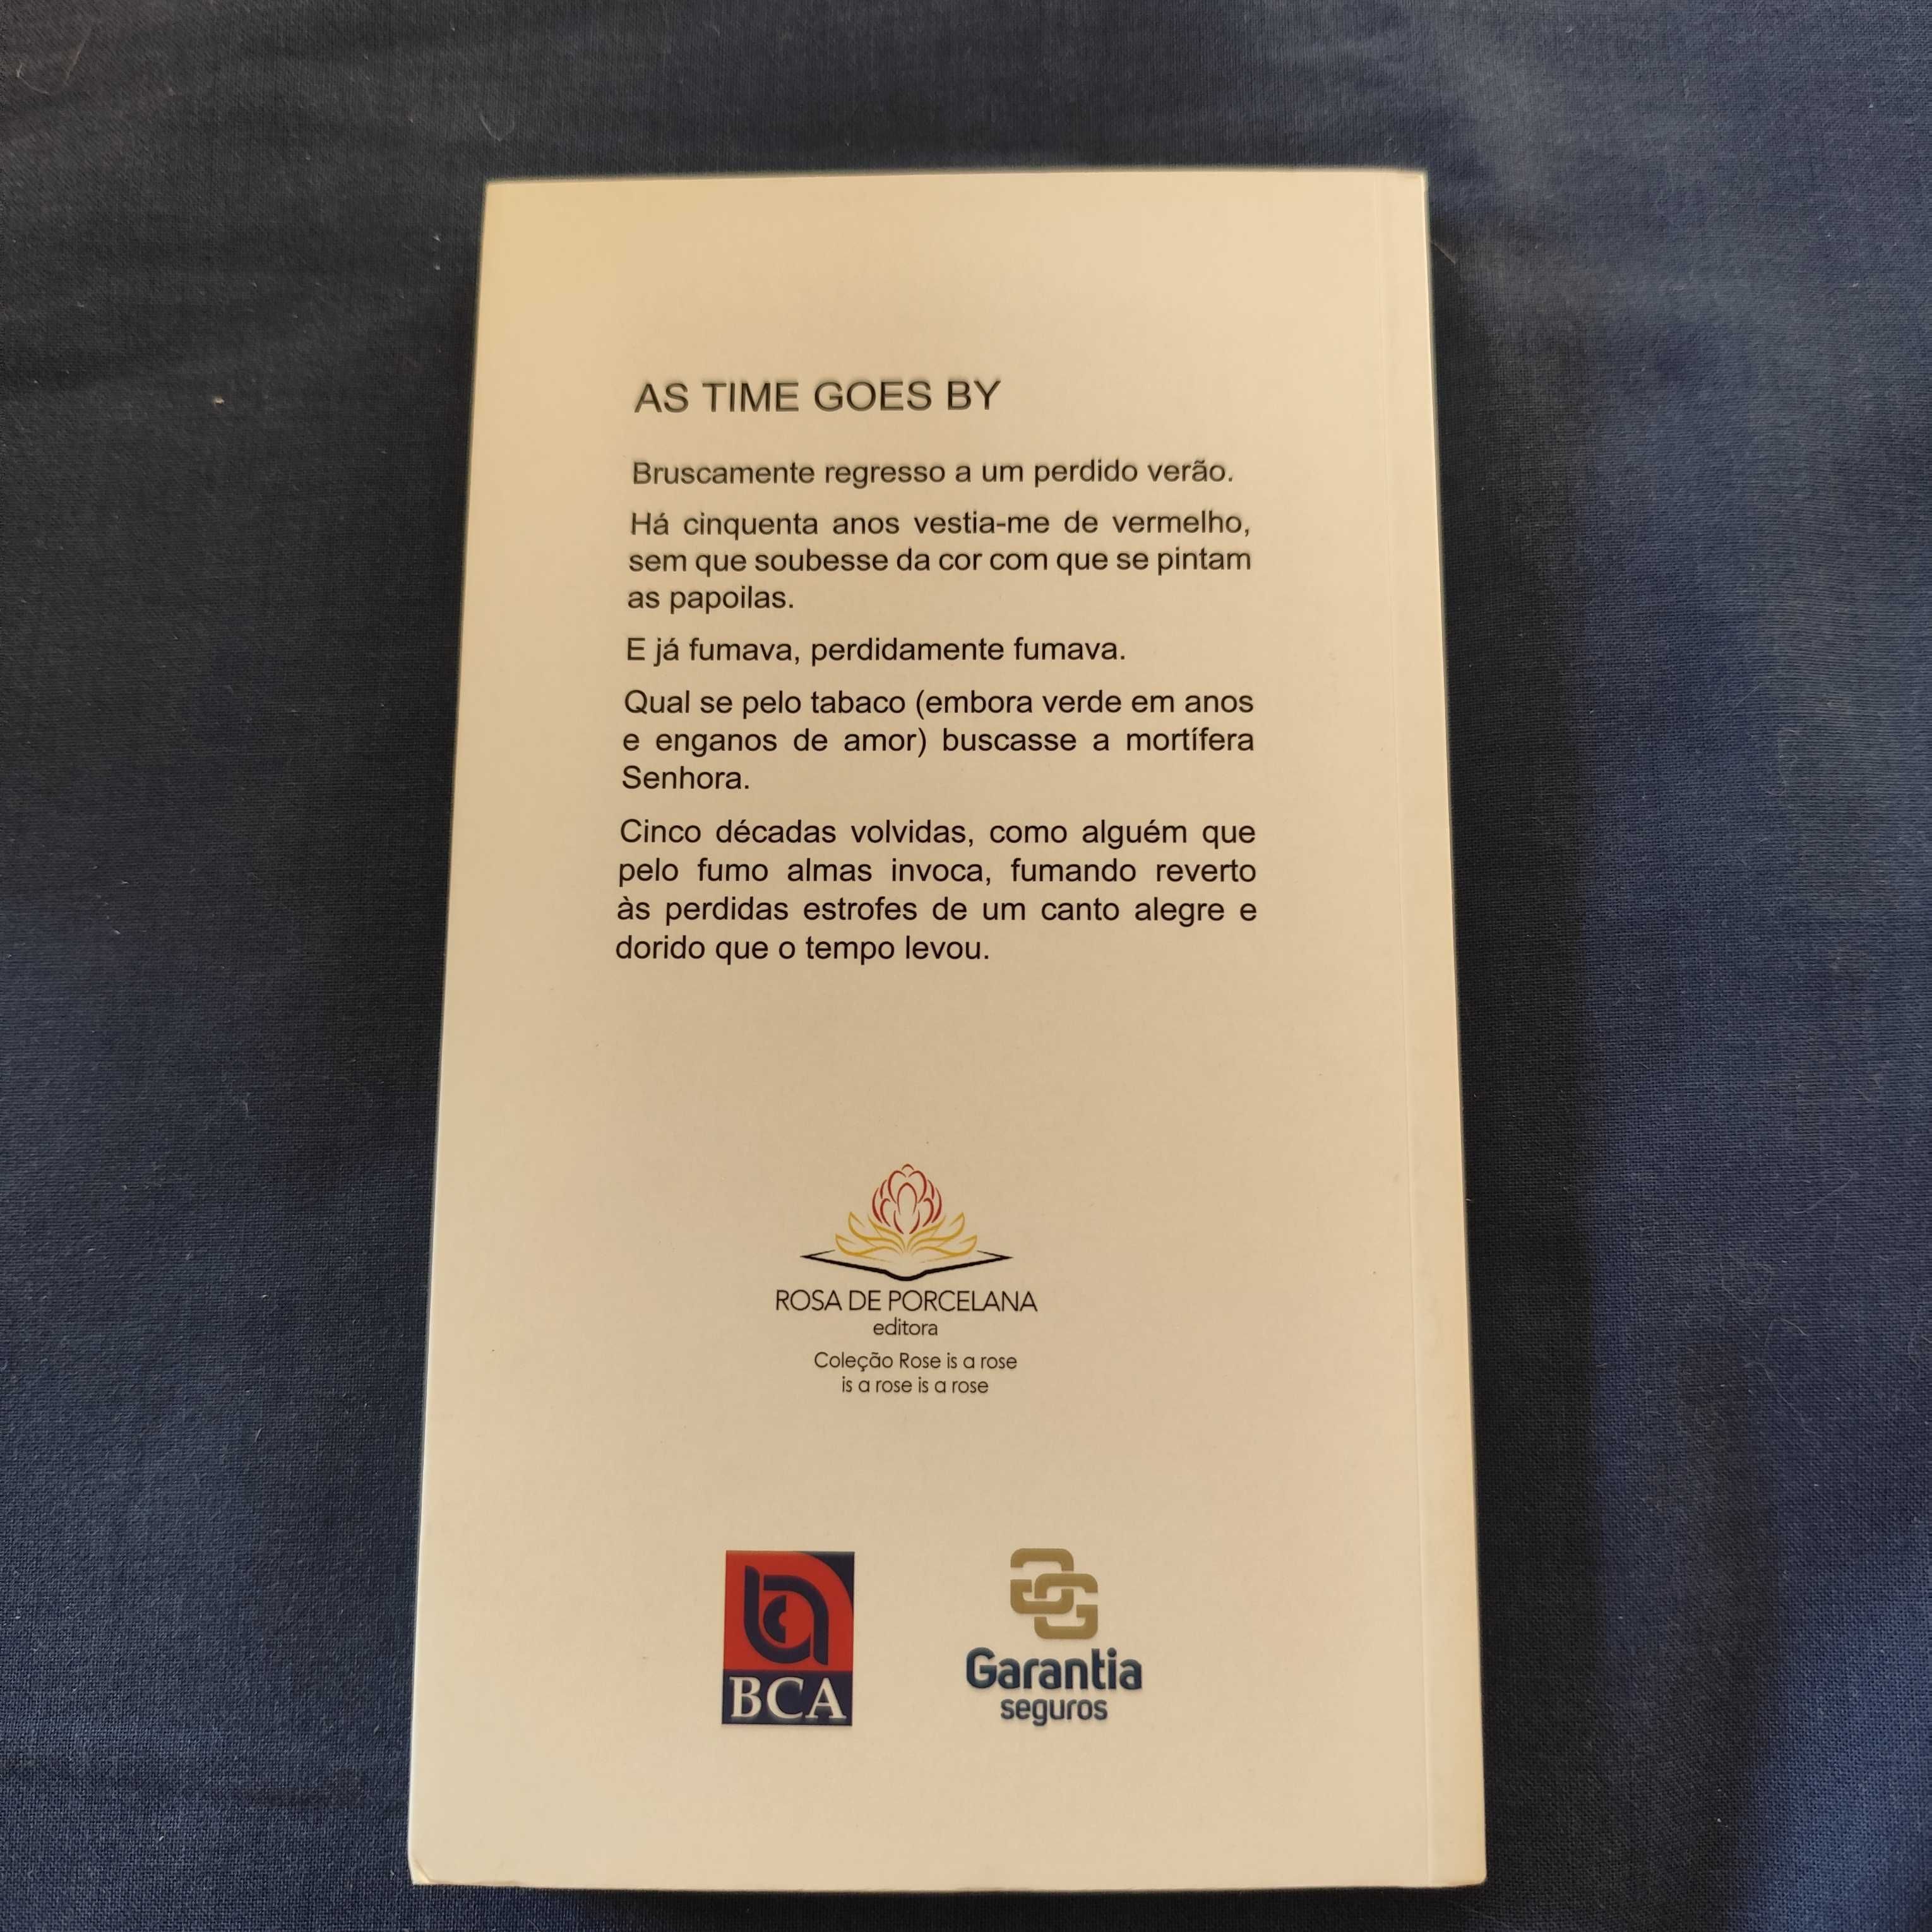 AS TIME GOES BY
Bruscamente regresso a um perdido verão.
Há cinquenta anos vestia-me de vermelho,
sem que soubesse da cor com que se pintam
as papoilas.
E já fumava, perdidamente fumava.
Qual se pelo tabaco (embora verde em anos
e enganos de amor) buscasse a mortífera
Senhora.
Cinco décadas volvidas, como alguém que
pelo fumo almas invoca, fumando reverto
às perdidas estrofes de um canto alegre e
dorido que o tempo levou.
ROSA DE PORCELANA
editora
Coleção Rose is a rose
is a rose is a rose
BCA
Garantia
seguros